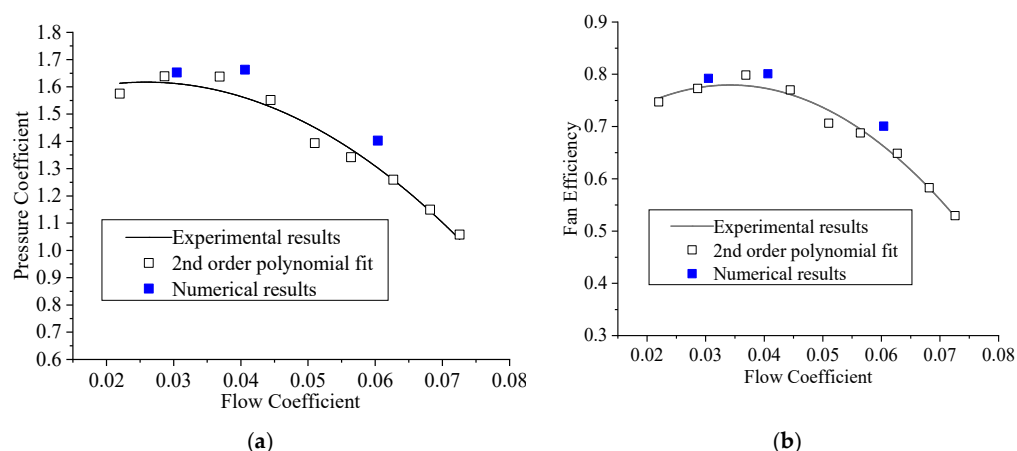 (a)
1.8
1.7
1.6
1.5
1.4
1.3
1.2
1.1
1.0
0.9
0.8
0.7
0.6
Pressure Coefficient
Experimental results
2nd order polynomial fit
Numerical results
0.02 0.03 0.04 0.05 0.06 0.07 0.08
Flow Coefficient
(a)
0.9
0.8
0.7
0.6
0.5
0.4
0.3
Fan Efficiency
Experimental results
2nd order polynomial fit
Numerical results
0.02 0.03 0.04 0.05 0.06 0.07 0.08
Flow Coefficient
(b)
b)